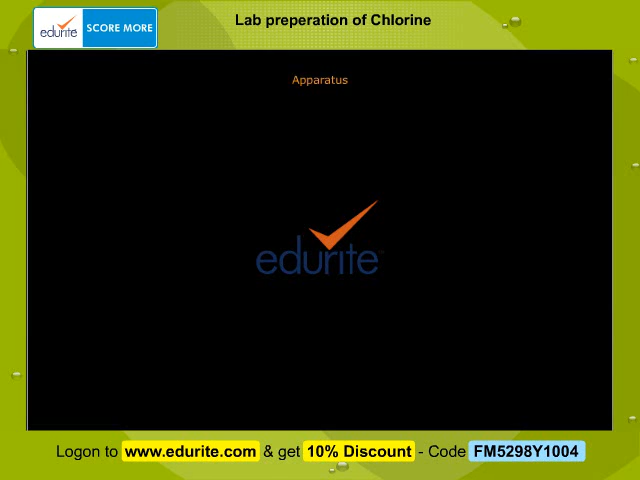 Lab preperation of Chlorine
edurite SCORE MORE
Apparatus
edurite
Logon to www.edurite.com & get 10% Discount - Code FM5298Y1004